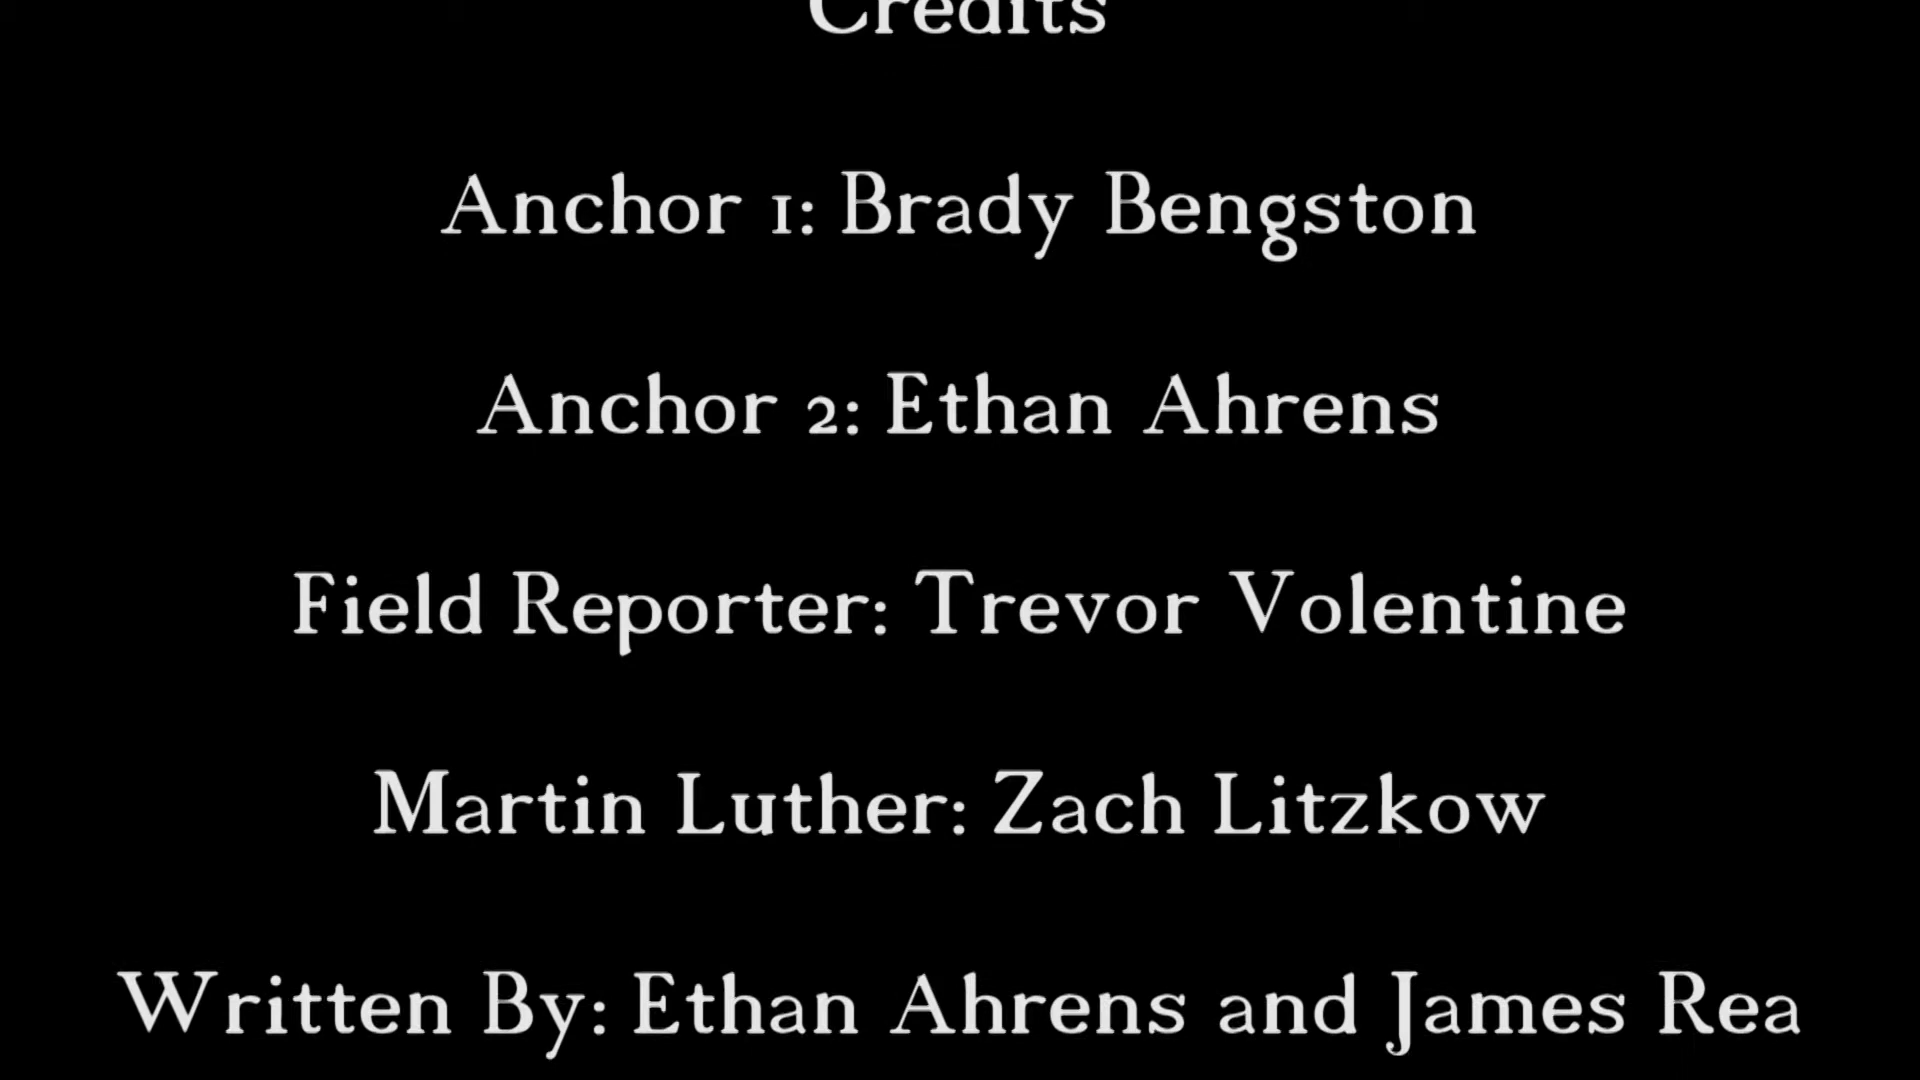 Credits
Anchor 1: Brady Bengston
Anchor 2: Ethan Ahrens
Field Reporter: Trevor Volentine
Martin Luther: Zach Litzkow
Written By: Ethan Ahrens and James Rea